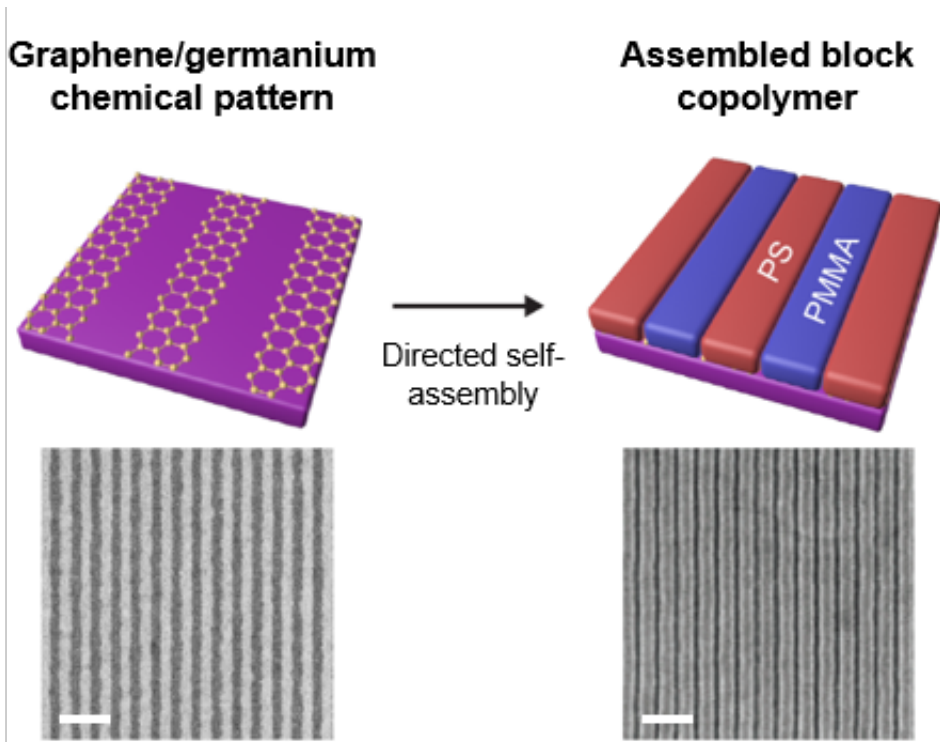 Graphene/germanium
chemical pattern
Assembled block
copolymer
PS
PMMA
Directed self-
assembly